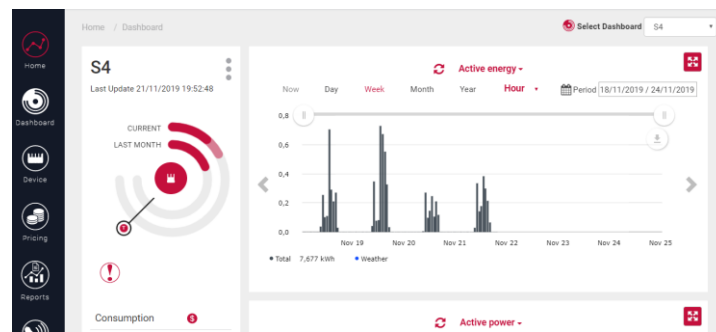 Home / Dashboard
Select Dashboard S4
Home
Dashboard
Device
Pricing
Reports
S4
Last Update 21/11/2019 19:52:48
CURRENT
LAST MONTH
Consumption $
Active energy
Now Day Week Month Year Hour Period 18/11/2019 / 24/11/2019
0,8
0,6
0,4
0,2
0,0
Nov 19 Nov 20 Nov 21 Nov 22 Nov 23 Nov 24 Nov 25
Total 7,677 kWh Weather
Active power